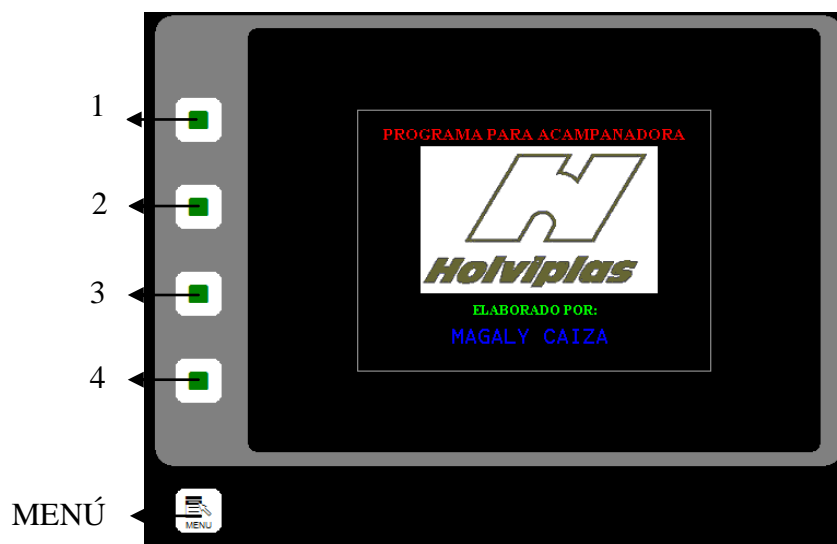 1
PROGRAMA PARA ACAMPANADORA
2
Holviplas
3
ELABORADO POR:
MAGALY CAIZA
4
MENÚ
MENU